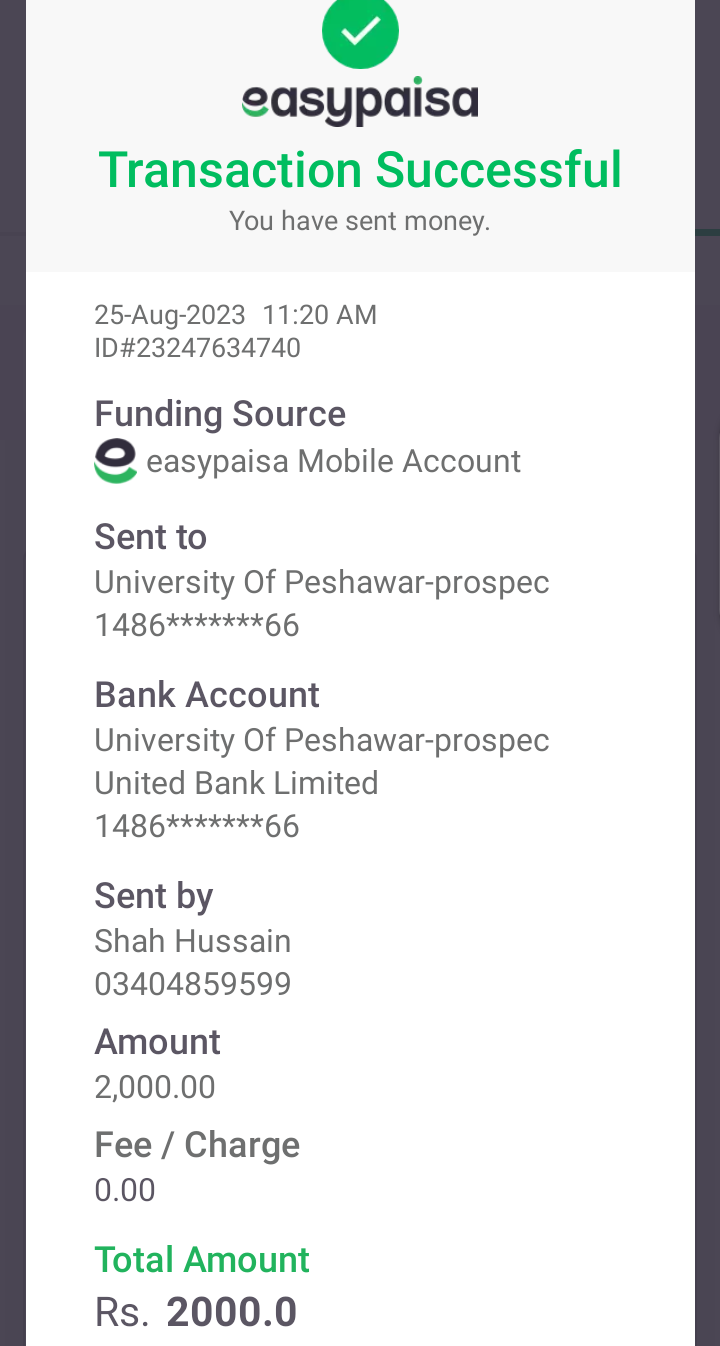 easypaisa
Transaction Successful
You have sent money.
25-Aug-2023 11:20 AM
ID#23247634740
Funding Source
easypaisa Mobile Account
Sent to
University Of Peshawar-prospec
1486*******66
Bank Account
University Of Peshawar-prospec
United Bank Limited
1486*******66
Sent by
Shah Hussain
03404859599
Amount
2,000.00
Fee / Charge
0.00
Total Amount
Rs. 2000.0